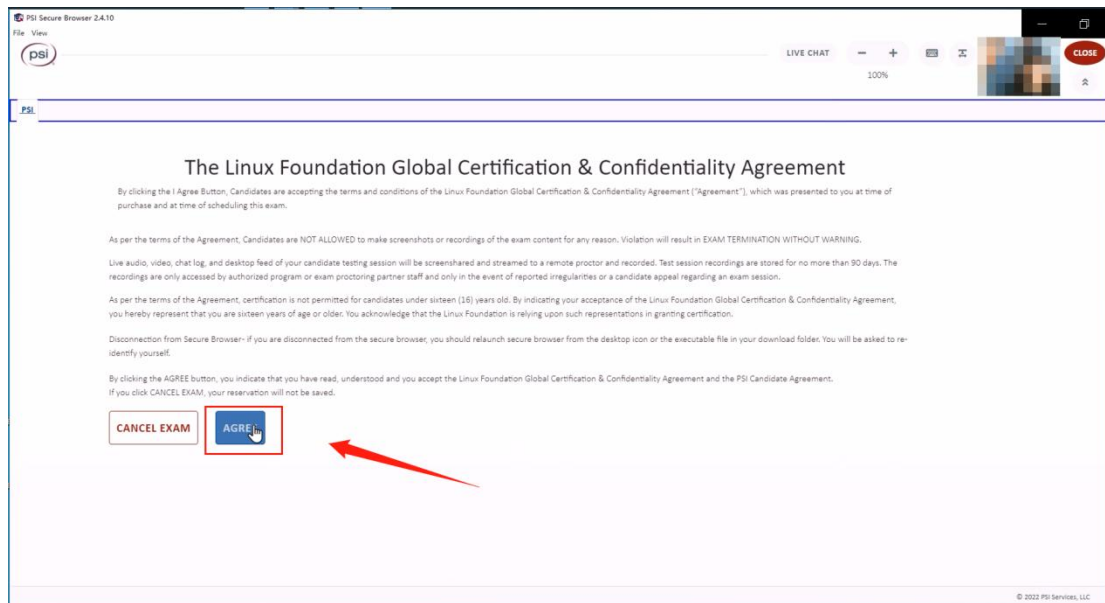 PSI Secure Browser 2.4.10
File View
psi
LIVE CHAT − + CLOSE
100%
PSI
The Linux Foundation Global Certification & Confidentiality Agreement
By clicking the I Agree Button, Candidates are accepting the terms and conditions of the Linux Foundation Global Certification & Confidentiality Agreement ("Agreement"), which was presented to you at time of
purchase and at time of scheduling this exam.
As per the terms of the Agreement, Candidates are NOT ALLOWED to make screenshots or recordings of the exam content for any reason. Violation will result in EXAM TERMINATION WITHOUT WARNING.
Live audio, video, chat log, and desktop feed of your candidate testing session will be screenshared and streamed to a remote proctor and recorded. Test session recordings are stored for no more than 90 days. The
recordings are only accessed by authorized program or exam proctoring partner staff and only in the event of reported irregularities or a candidate appeal regarding an exam session.
As per the terms of the Agreement, certification is not permitted for candidates under sixteen (16) years old. By indicating your acceptance of the Linux Foundation Global Certification & Confidentiality Agreement,
you hereby represent that you are sixteen years of age or older. You acknowledge that the Linux Foundation is relying upon such representations in granting certification.
Disconnection from Secure Browser- if you are disconnected from the secure browser, you should relaunch secure browser from the desktop icon or the executable file in your download folder. You will be asked to re-
identify yourself.
By clicking the AGREE button, you indicate that you have read, understood and you accept the Linux Foundation Global Certification & Confidentiality Agreement and the PSI Candidate Agreement.
If you click CANCEL EXAM, your reservation will not be saved.
CANCEL EXAM AGREE
© 2022 PSI Services, LLC